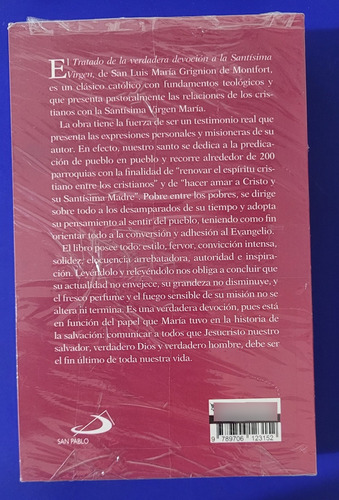 El Tratado de la verdadera devoción a la Santísima
Virgen, de San Luis María Grignion de Montfort,
es un clásico católico con fundamentos teológicos y
que presenta pastoralmente las relaciones de los cris-
tianos con la Santísima Virgen María.
La obra tiene la fuerza de ser un testimonio real que
presenta las expresiones personales y misioneras de su
autor. En efecto, nuestro santo se dedica a la predica-
ción de pueblo en pueblo y recorre alrededor de 200
parroquias con la finalidad de "renovar el espíritu cris-
tiano entre los cristianos" y de "hacer amar a Cristo y
su Santísima Madre". Pobre entre los pobres, se dirige
sobre todo a los desamparados de su tiempo y adopta
su pensamiento al sentir del pueblo, teniendo como fin
orientar todo a la conversión y adhesión al Evangelio.
El libro posee todo: estilo, fervor, convicción intensa,
solidez, elocuencia arrebatadora, autoridad e inspira-
ción. Leyéndolo y releyéndolo nos obliga a concluir que
su actualidad no envejece, su grandeza no disminuye, y
el fresco perfume y el fuego sensible de su misión no se
altera ni termina. Es una verdadera devoción, pues está
en función del papel que María tuvo en la historia de
la salvación: comunicar a todos que Jesucristo nuestro
salvador, verdadero Dios y verdadero hombre, debe ser
el fin último de toda nuestra vida.
SAN PABLO
9 789706 123152